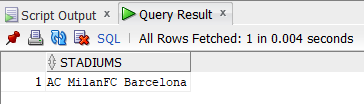 Script Output × Query Result ×
SQL | All Rows Fetched: 1 in 0.004 seconds
STADIUMS
1 AC MilanFC Barcelona